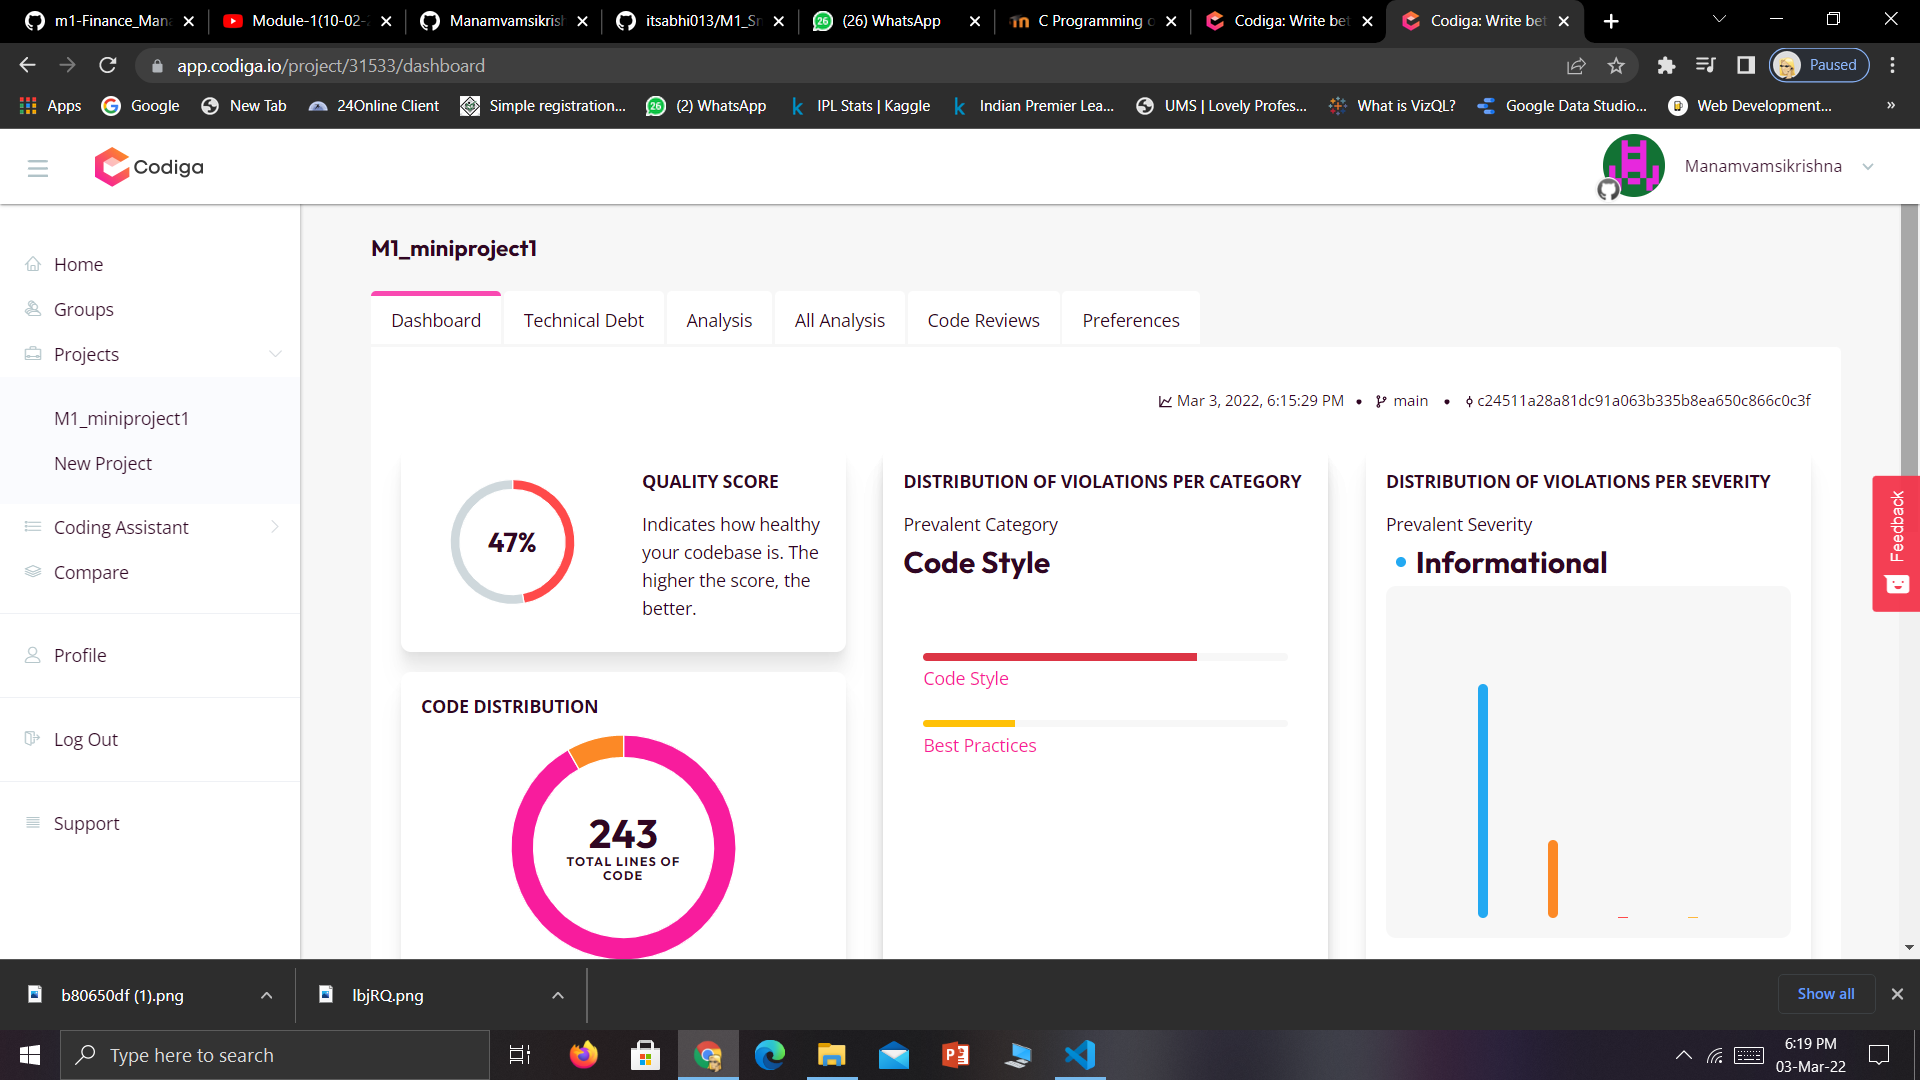 m1-Finance_Mana
Module-1(10-02-2
Manamvamsikrish
itsabhi013/M1_Sm
(26) WhatsApp
C Programming o
Codiga: Write bet
Codiga: Write bet
app.codiga.io/project/31533/dashboard
Paused
Apps
Google
New Tab
24Online Client
Simple registration...
(2) WhatsApp
IPL Stats | Kaggle
Indian Premier Lea...
UMS | Lovely Profes...
What is VizQL?
Google Data Studio...
Web Development...
»
Codiga
Manamvamsikrishna
Home
Groups
Projects
M1_miniproject1
New Project
Coding Assistant
Compare
Profile
Log Out
Support
M1_miniproject1
Dashboard
Technical Debt
Analysis
All Analysis
Code Reviews
Preferences
Mar 3, 2022, 6:15:29 PM • main • c24511a28a81dc91a063b335b8ea650c866c0c3f
47%
QUALITY SCORE
Indicates how healthy
your codebase is. The
higher the score, the
better.
CODE DISTRIBUTION
243
TOTAL LINES OF
CODE
DISTRIBUTION OF VIOLATIONS PER CATEGORY
Prevalent Category
Code Style
Code Style
Best Practices
DISTRIBUTION OF VIOLATIONS PER SEVERITY
Prevalent Severity
Informational
Feedback
b80650df (1).png
lbjRQ.png
Show all
Type here to search
6:19 PM
03-Mar-22